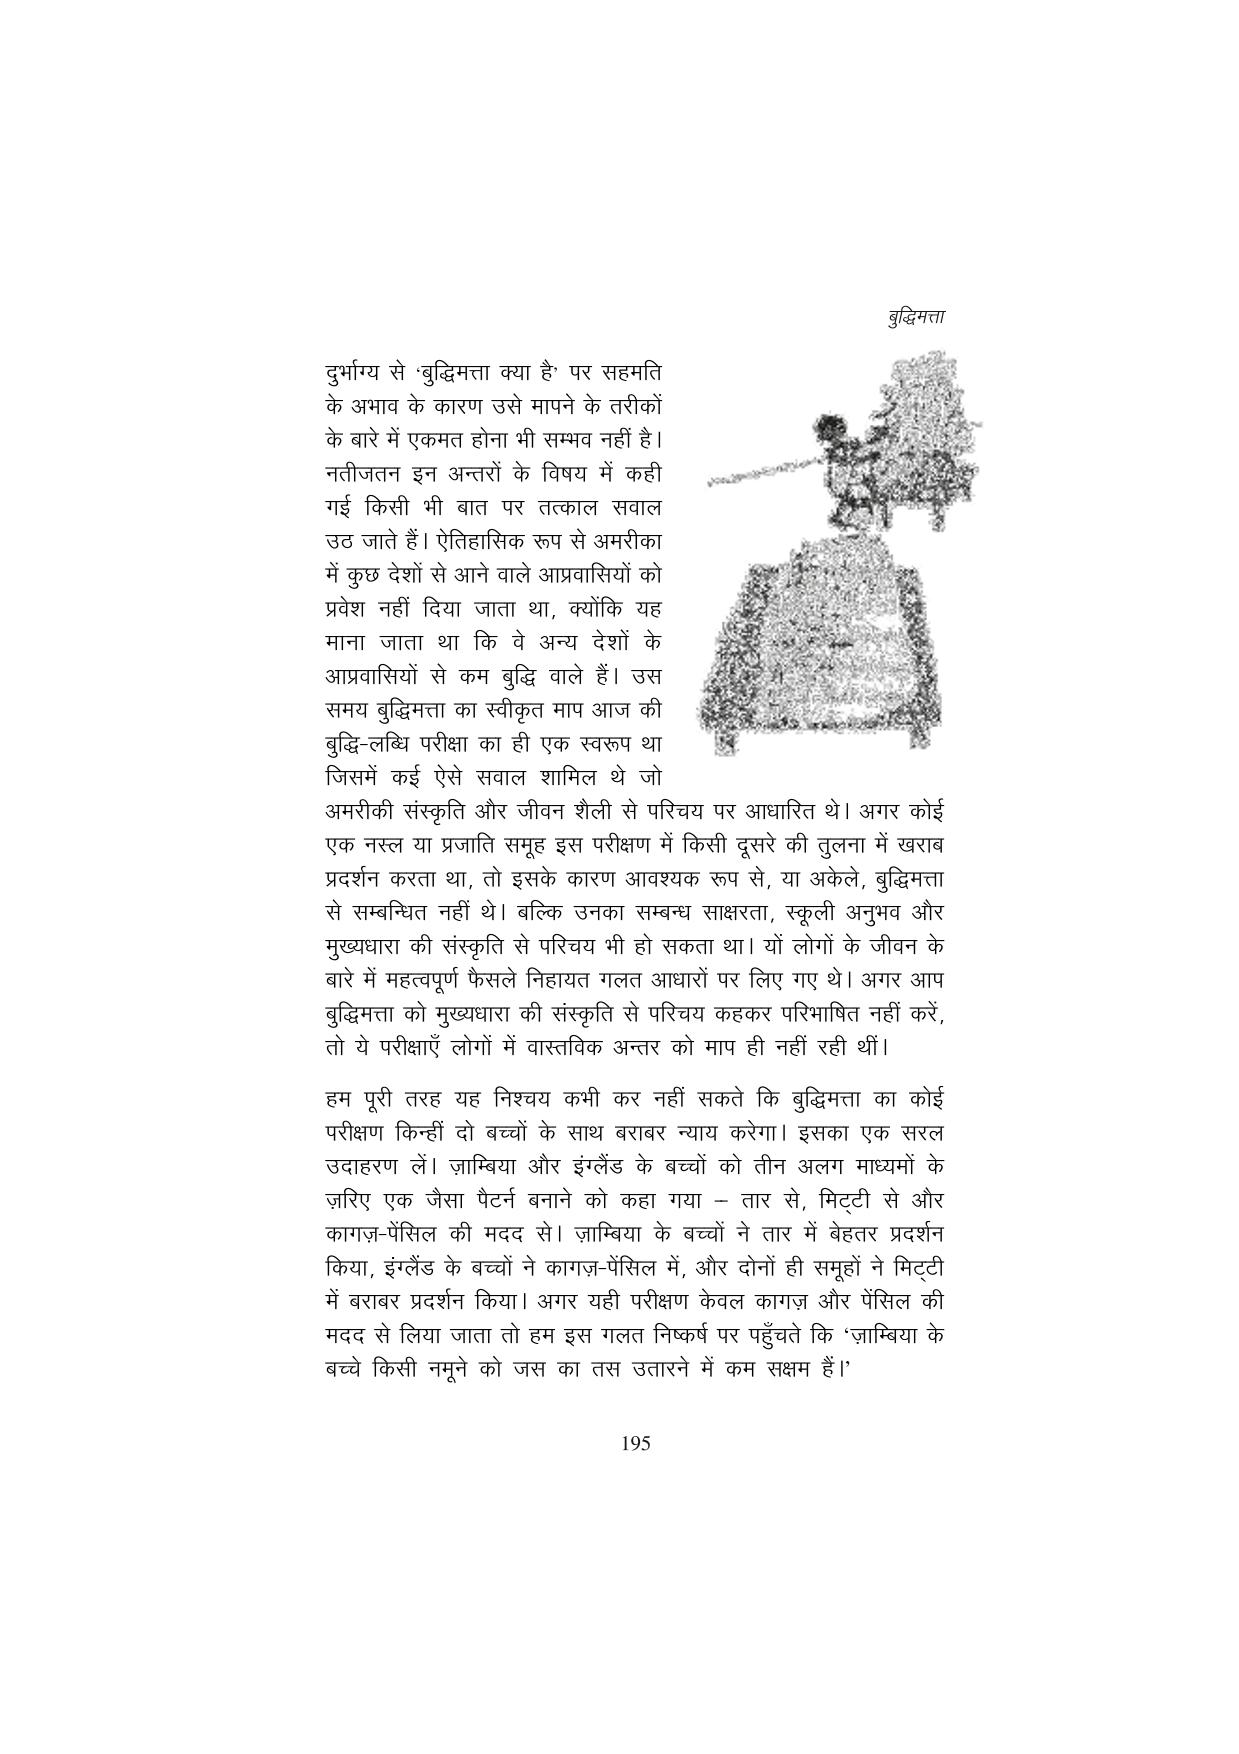 बुद्धिमत्ता
दुर्भाग्य से ‘बुद्धिमत्ता क्या है’ पर सहमति
के अभाव के कारण उसे मापने के तरीकों
के बारे में एकमत होना भी सम्भव नहीं है।
नतीजतन इन अन्तरों के विषय में कही
गई किसी भी बात पर तत्काल सवाल
उठ जाते हैं। ऐतिहासिक रूप से अमरीका
में कुछ देशों से आने वाले आप्रवासियों को
प्रवेश नहीं दिया जाता था, क्योंकि यह
माना जाता था कि वे अन्य देशों के
आप्रवासियों से कम बुद्धि वाले हैं। उस
समय बुद्धिमत्ता का स्वीकृत माप आज की
बुद्धि-लब्धि परीक्षा का ही एक स्वरूप था
जिसमें कई ऐसे सवाल शामिल थे जो
अमरीकी संस्कृति और जीवन शैली से परिचय पर आधारित थे। अगर कोई
एक नस्ल या प्रजाति समूह इस परीक्षण में किसी दूसरे की तुलना में खराब
प्रदर्शन करता था, तो इसके कारण आवश्यक रूप से, या अकेले, बुद्धिमत्ता
से सम्बन्धित नहीं थे। बल्कि उनका सम्बन्ध साक्षरता, स्कूली अनुभव और
मुख्यधारा की संस्कृति से परिचय भी हो सकता था। यों लोगों के जीवन के
बारे में महत्वपूर्ण फैसले निहायत गलत आधारों पर लिए गए थे। अगर आप
बुद्धिमत्ता को मुख्यधारा की संस्कृति से परिचय कहकर परिभाषित नहीं करें,
तो ये परीक्षाएँ लोगों में वास्तविक अन्तर को माप ही नहीं रही थीं।
हम पूरी तरह यह निश्चय कभी कर नहीं सकते कि बुद्धिमत्ता का कोई
परीक्षण किन्हीं दो बच्चों के साथ बराबर न्याय करेगा। इसका एक सरल
उदाहरण लें। ज़ाम्बिया और इंग्लैंड के बच्चों को तीन अलग माध्यमों के
ज़रिए एक जैसा पैटर्न बनाने को कहा गया – तार से, मिट्टी से और
कागज़-पेंसिल की मदद से। ज़ाम्बिया के बच्चों ने तार में बेहतर प्रदर्शन
किया, इंग्लैंड के बच्चों ने कागज़-पेंसिल में, और दोनों ही समूहों ने मिट्टी
में बराबर प्रदर्शन किया। अगर यही परीक्षण केवल कागज़ और पेंसिल की
मदद से लिया जाता तो हम इस गलत निष्कर्ष पर पहुँचते कि ‘ज़ाम्बिया के
बच्चे किसी नमूने को जस का तस उतारने में कम सक्षम हैं।’
195